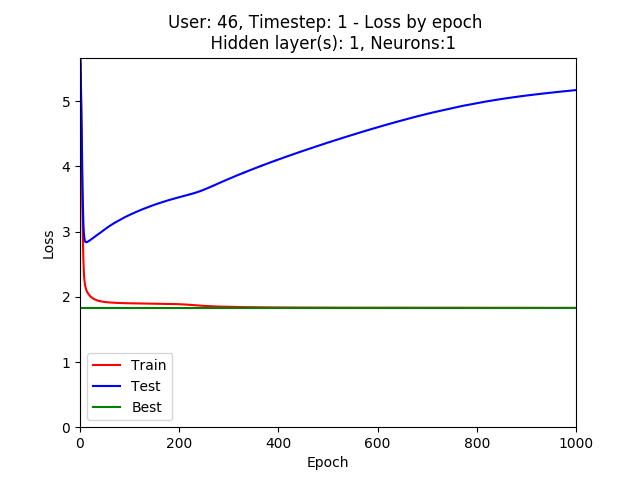 User: 46, Timestep: 1 - Loss by epoch
Hidden layer(s): 1, Neurons:1
5
4
3
2
1
0
Loss
Train
Test
Best
0 200 400 600 800 1000
Epoch